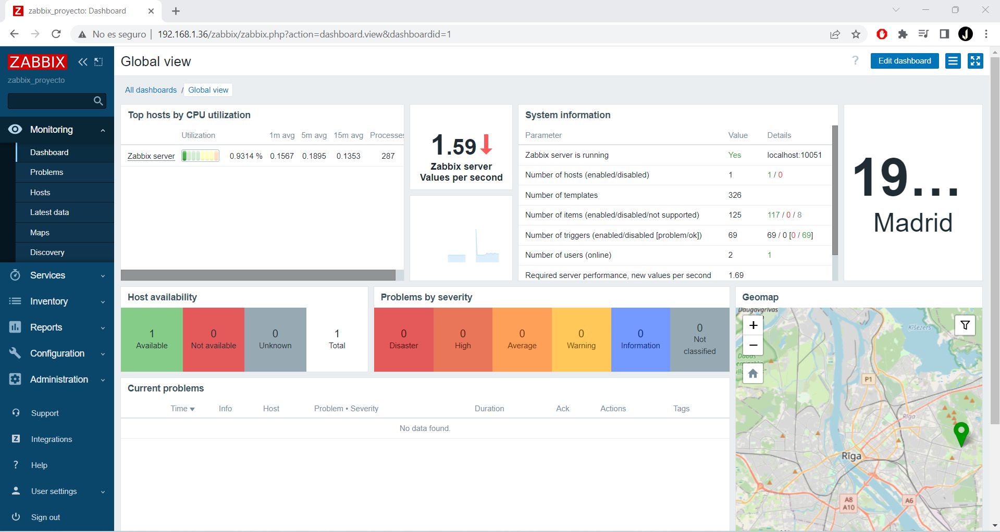 zabbix_proyecto: Dashboard
No es seguro | 192.168.1.36/zabbix/zabbix.php?action=dashboard.view&dashboardid=1
ZABBIX
zabbix_proyecto
Monitoring
Dashboard
Problems
Hosts
Latest data
Maps
Discovery
Services
Inventory
Reports
Configuration
Administration
Support
Integrations
Help
User settings
Sign out
Global view
? Edit dashboard
All dashboards / Global view
Top hosts by CPU utilization
Utilization 1m avg 5m avg 15m avg Processes
Zabbix server 0.9314 % 0.1567 0.1895 0.1353 287
1.59
Zabbix server
Values per second
System information
Parameter Value Details
Zabbix server is running Yes localhost:10051
Number of hosts (enabled/disabled) 1 1 / 0
Number of templates 326
Number of items (enabled/disabled/not supported) 125 117 / 0 / 8
Number of triggers (enabled/disabled [problem/ok]) 69 69 / 0 [0 / 69]
Number of users (online) 2 1
Required server performance, new values per second 1.69
19...
Madrid
Host availability
1 Available
0 Not available
0 Unknown
1 Total
Problems by severity
0 Disaster
0 High
0 Average
0 Warning
0 Information
0 Not classified
Geomap
Daugavgrīvas
+
−
Ķīšezers
Dabas
P1
Rīga
Rīga
A8
A10
A6
Current problems
Time Info Host Problem • Severity Duration Ack Actions Tags
No data found.